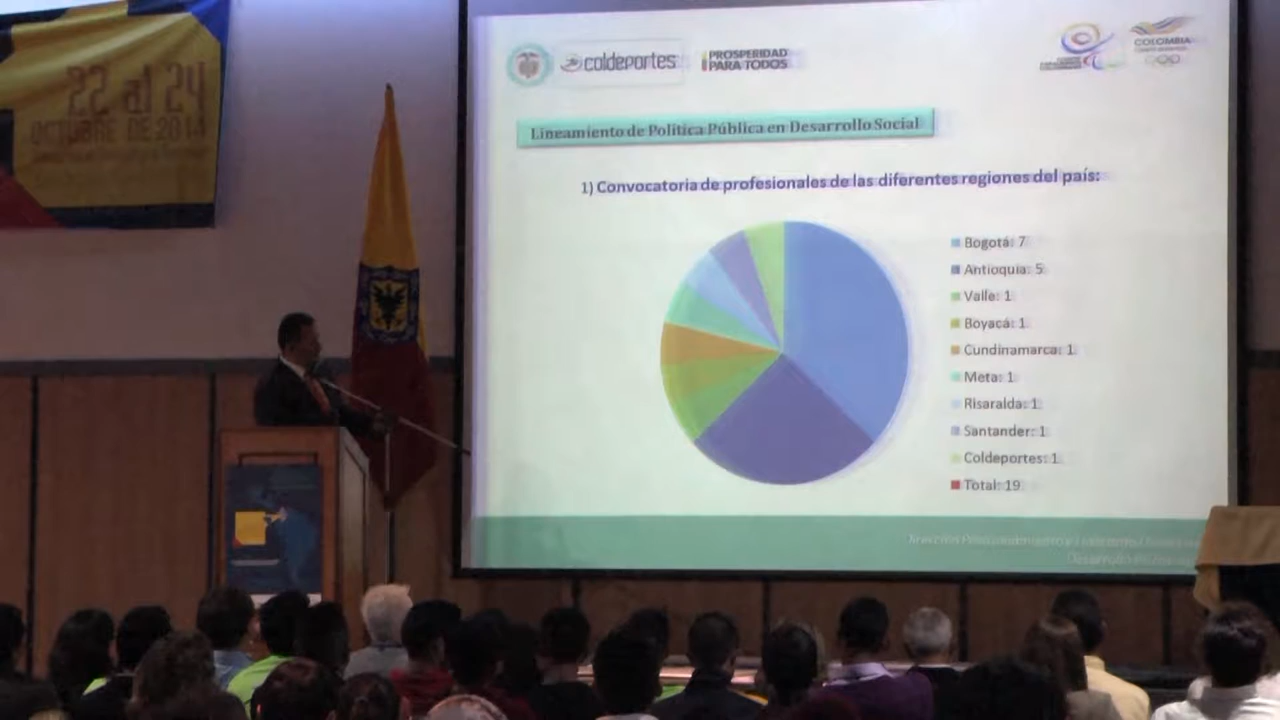 22 al 24
OCTUBRE DE 2014
coldeportes
PROSPERIDAD
PARA TODOS
COLOMBIA
Lineamiento de Política Pública en Desarrollo Social
1) Convocatoria de profesionales de las diferentes regiones del país:
Bogotá: 7
Antioquia: 5
Valle: 1
Boyacá: 1
Cundinamarca: 1
Meta: 1
Risaralda: 1
Santander: 1
Coldeportes: 1
Total: 19